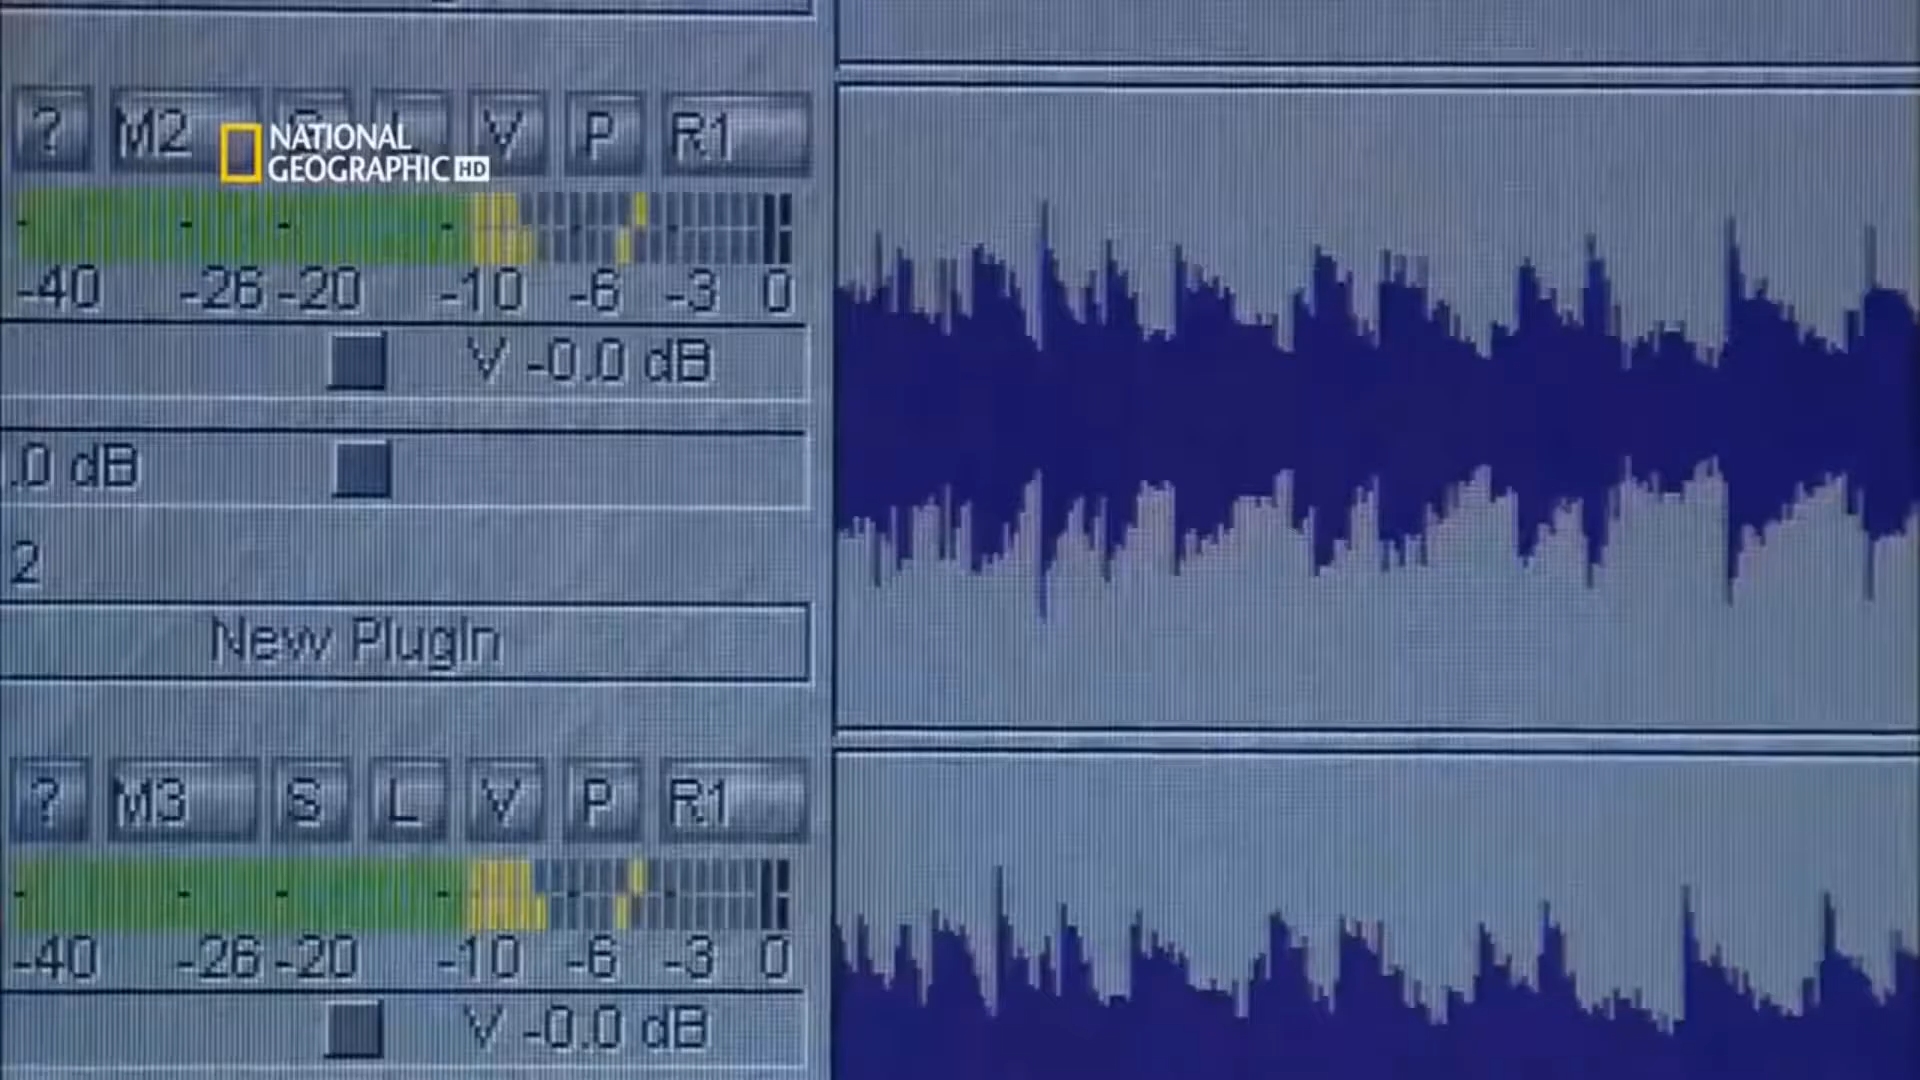 ? M2 S L V P R1
NATIONAL
GEOGRAPHIC HD
-40 -26 -20 -10 -6 -3 0
V -0.0 dB
.0 dB
2
New PlugIn
? M3 S L V P R1
-40 -26 -20 -10 -6 -3 0
V -0.0 dB